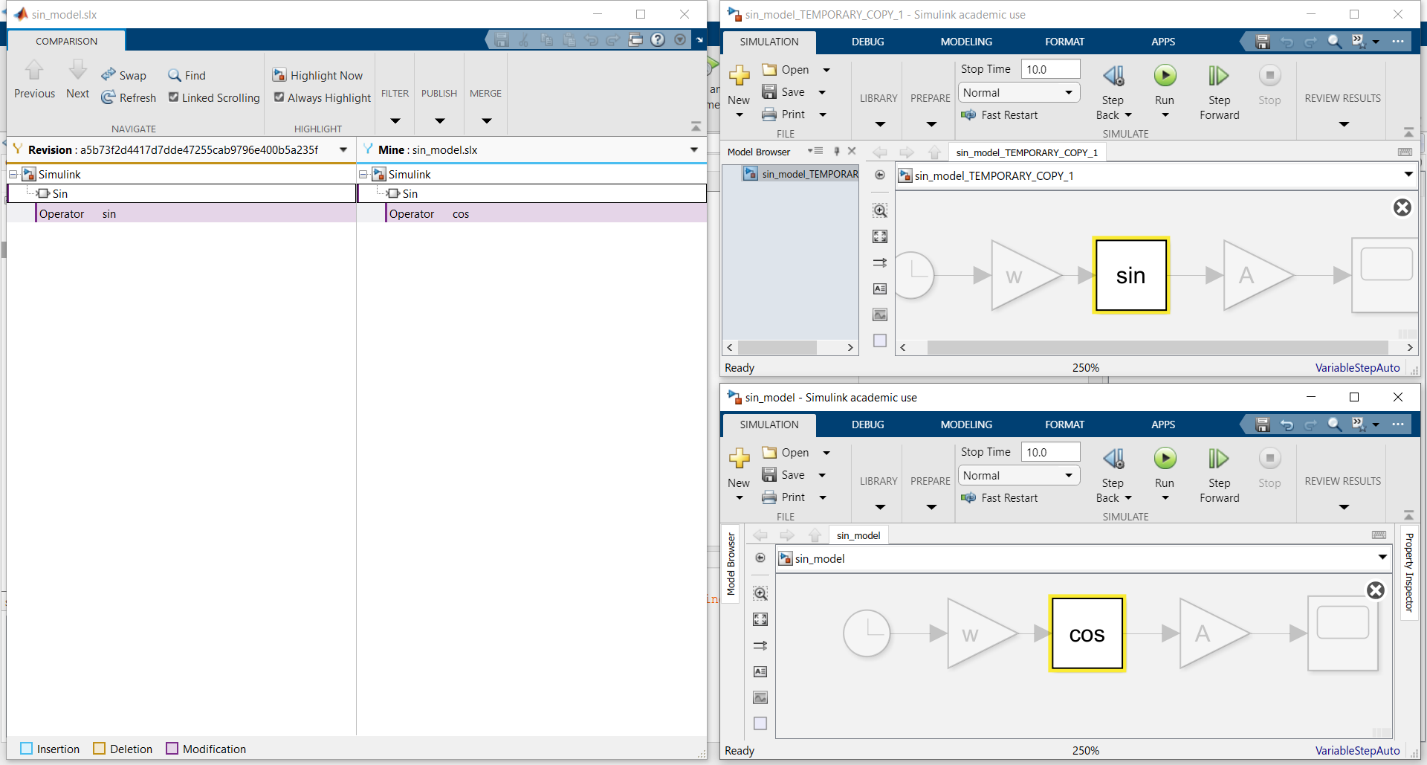 sin_model.slx
COMPARISON
Previous
Next
Swap
Refresh
Find
Linked Scrolling
NAVIGATE
Highlight Now
Always Highlight
HIGHLIGHT
FILTER
PUBLISH
MERGE
Revision : a5b73f2d4417d7dde47255cab9796e400b5a235f
Mine : sin_model.slx
Simulink
Simulink
Sin
Sin
Operator sin
Operator cos
Insertion Deletion Modification
sin_model_TEMPORARY_COPY_1 - Simulink academic use
SIMULATION DEBUG MODELING FORMAT APPS
New
Open
Save
Print
FILE
LIBRARY
PREPARE
Stop Time 10.0
Normal
Fast Restart
Step
Back
Run
Step
Forward
Stop
SIMULATE
REVIEW RESULTS
Model Browser
sin_model_TEMPORARY_COPY_1
sin_model_TEMPORAR
sin_model_TEMPORARY_COPY_1
w
sin
A
Ready 250% VariableStepAuto
sin_model - Simulink academic use
SIMULATION DEBUG MODELING FORMAT APPS
New
Open
Save
Print
FILE
LIBRARY
PREPARE
Stop Time 10.0
Normal
Fast Restart
Step
Back
Run
Step
Forward
Stop
SIMULATE
REVIEW RESULTS
Model Browser
sin_model
sin_model
Property Inspector
w
cos
A
Ready 250% VariableStepAuto